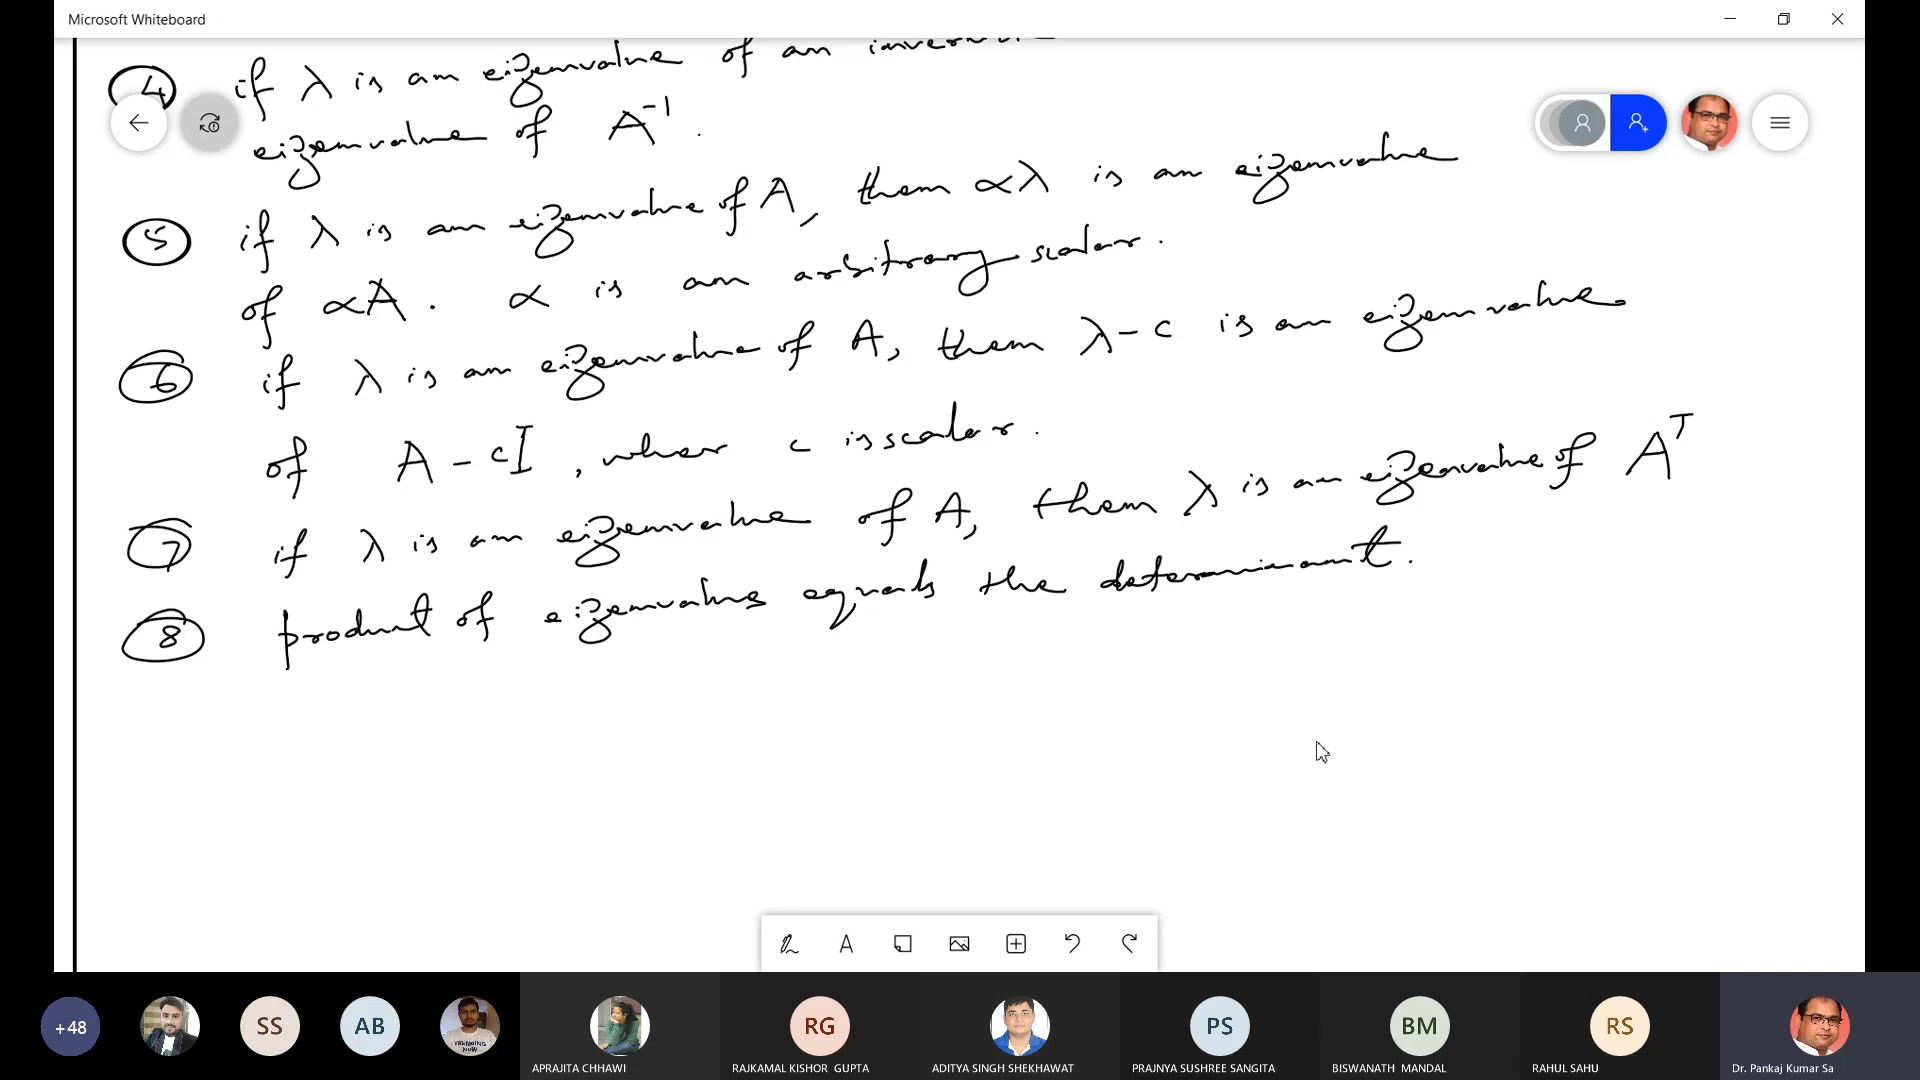 Microsoft Whiteboard
4 if λ is an eigenvalue of an
eigenvalue of A⁻¹.
5 if λ is an eigenvalue of A, then αλ is an eigenvalue
of αA. α is an arbitrary scalar.
6 if λ is an eigenvalue of A, then λ-c is an eigenvalue
of A - cI, where c is scalar.
7 if λ is an eigenvalue of A, then λ is an eigenvalue of Aᵀ
8 product of eigenvalues equals the determinant.
+48
SS
AB
TRENDING NOW
RG
PS
BM
RS
APRAJITA CHHAWI
RAJKAMAL KISHOR GUPTA
ADITYA SINGH SHEKHAWAT
PRAJNYA SUSHREE SANGITA
BISWANATH MANDAL
RAHUL SAHU
Dr. Pankaj Kumar Sa